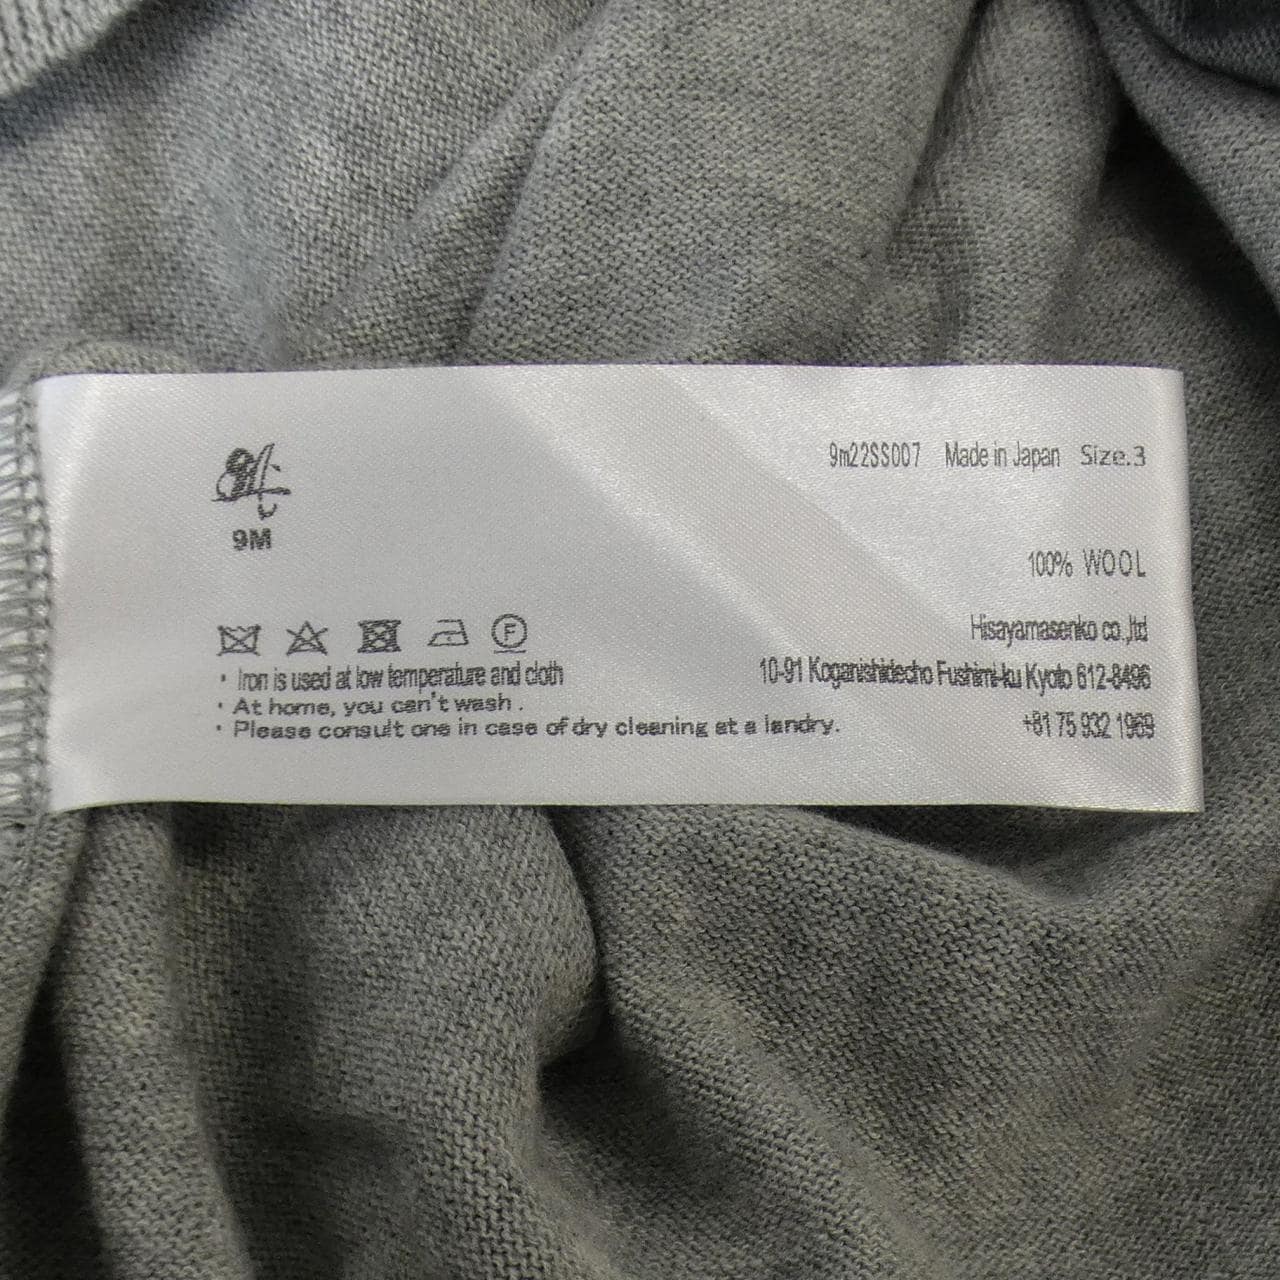 9M
9m22SS007 Made in Japan Size.3
100% WOOL
Hisayamasenko co.,ltd
10-91 Koganishidecho Fushimi-ku Kyoto 612-8496
+81 75 932 1969
F
· Iron is used at low temperature and cloth
· At home, you can't wash .
· Please consult one in case of dry cleaning at a landry.